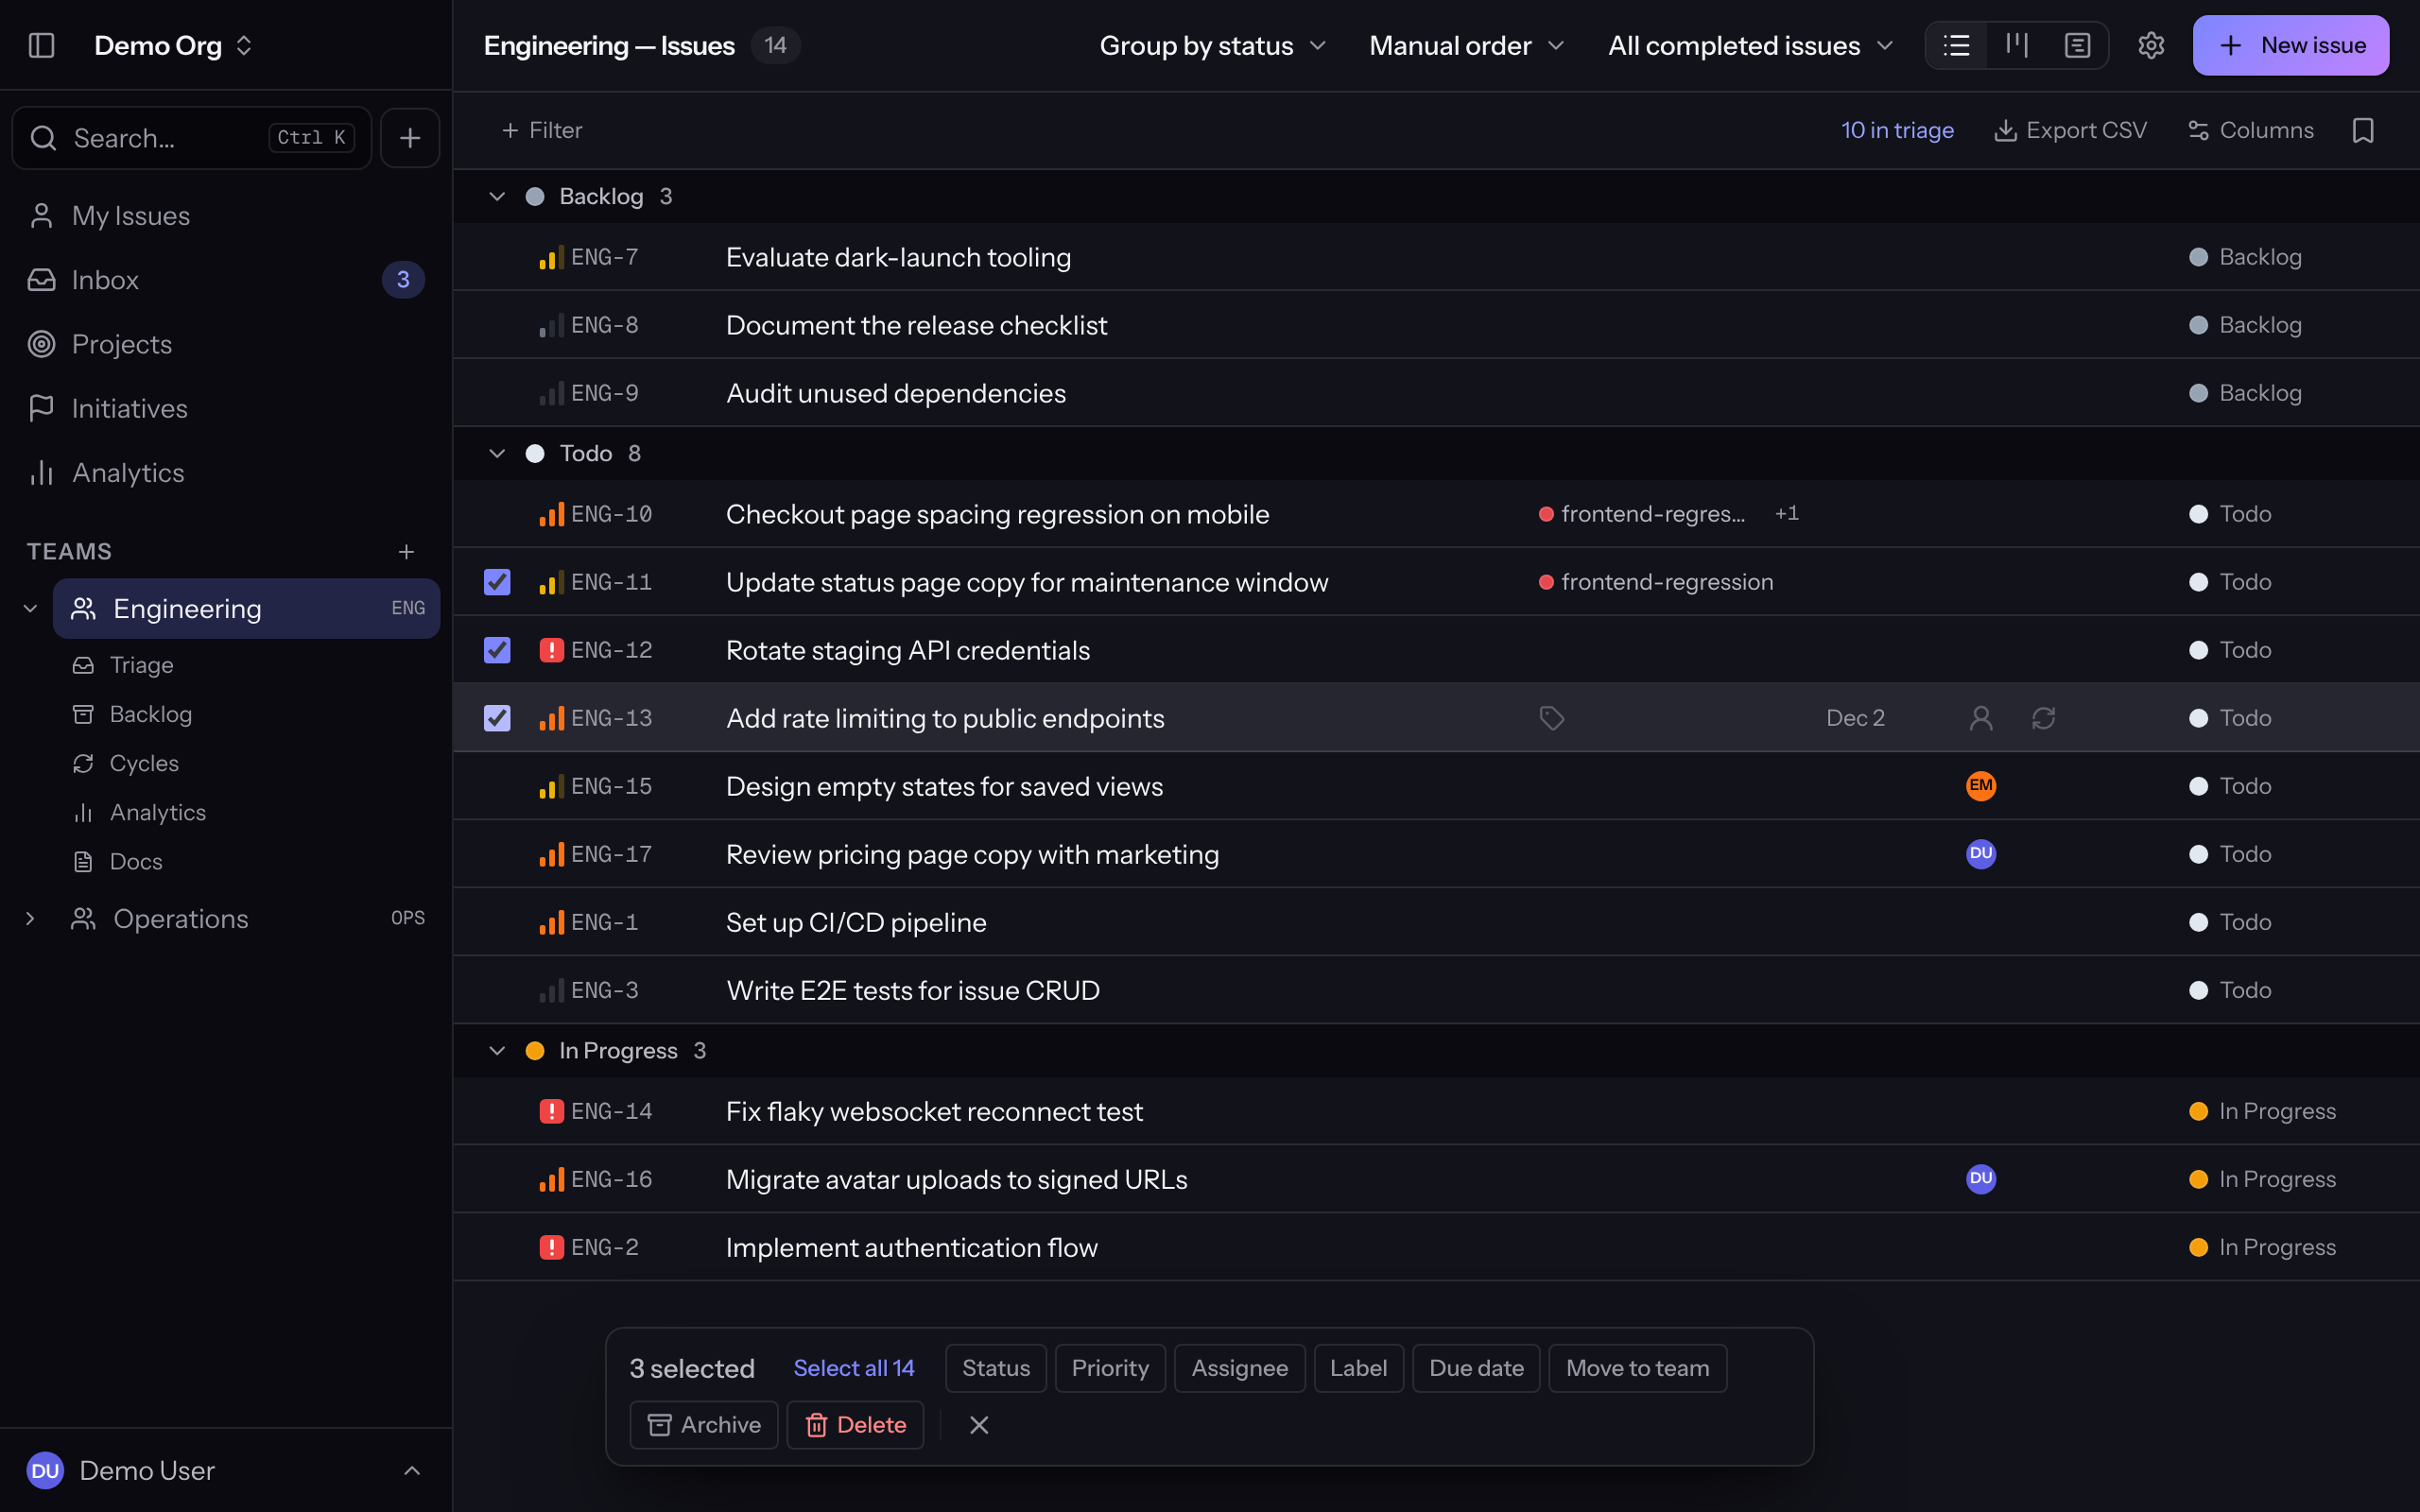 Demo Org
Search... Ctrl K
My Issues
Inbox 3
Projects
Initiatives
Analytics
TEAMS
Engineering ENG
Triage
Backlog
Cycles
Analytics
Docs
Operations OPS
DU Demo User
Engineering — Issues 14 Group by status Manual order All completed issues New issue
Filter 10 in triage Export CSV Columns
Backlog 3
ENG-7 Evaluate dark-launch tooling Backlog
ENG-8 Document the release checklist Backlog
ENG-9 Audit unused dependencies Backlog
Todo 8
ENG-10 Checkout page spacing regression on mobile frontend-regres... +1 Todo
ENG-11 Update status page copy for maintenance window frontend-regression Todo
ENG-12 Rotate staging API credentials Todo
ENG-13 Add rate limiting to public endpoints Dec 2 Todo
ENG-15 Design empty states for saved views EM Todo
ENG-17 Review pricing page copy with marketing DU Todo
ENG-1 Set up CI/CD pipeline Todo
ENG-3 Write E2E tests for issue CRUD Todo
In Progress 3
ENG-14 Fix flaky websocket reconnect test In Progress
ENG-16 Migrate avatar uploads to signed URLs DU In Progress
ENG-2 Implement authentication flow In Progress
3 selected Select all 14 Status Priority Assignee Label Due date Move to team
Archive Delete